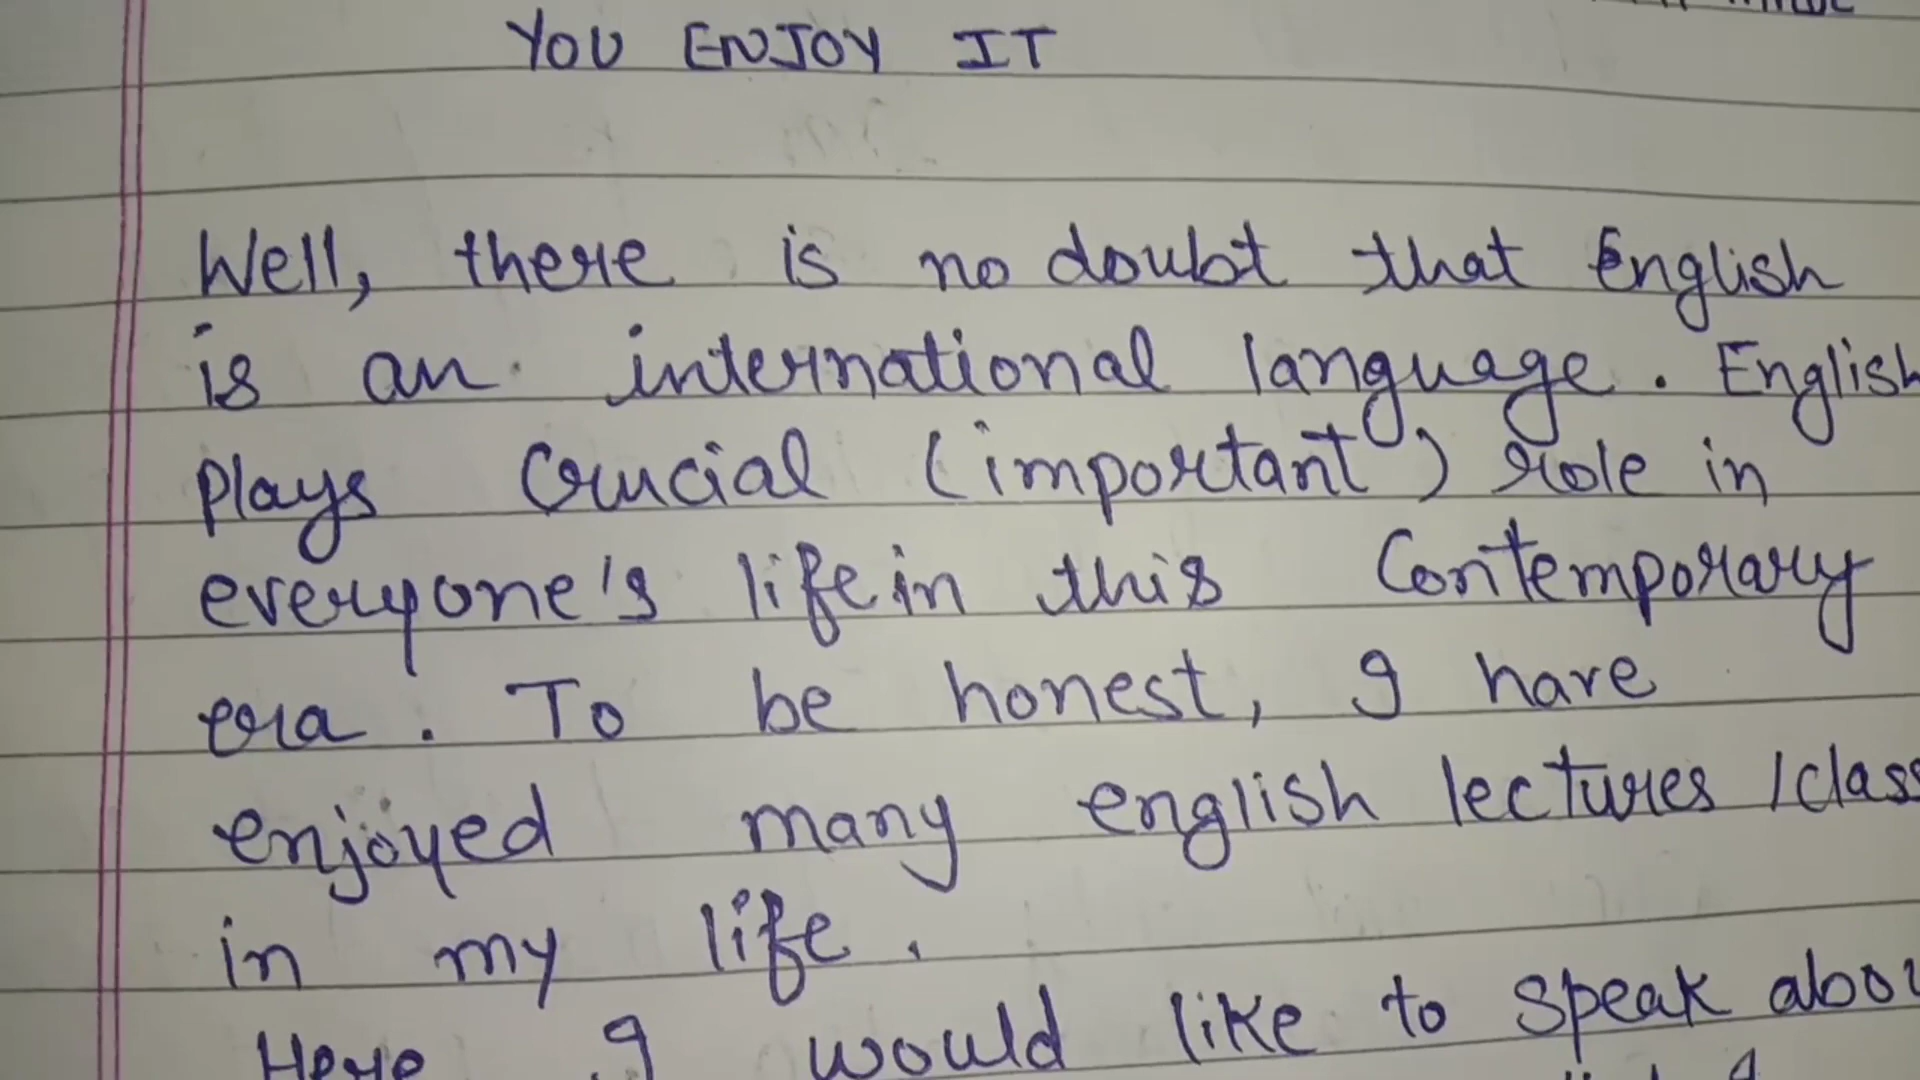 YOU ENJOY IT
Well, there is no doubt that English
is an international language. English
plays crucial (important) role in
everyone's life in this Contemporary
era. To be honest, I have
enjoyed many english lectures /class
in my life.
Here I would like to speak abou